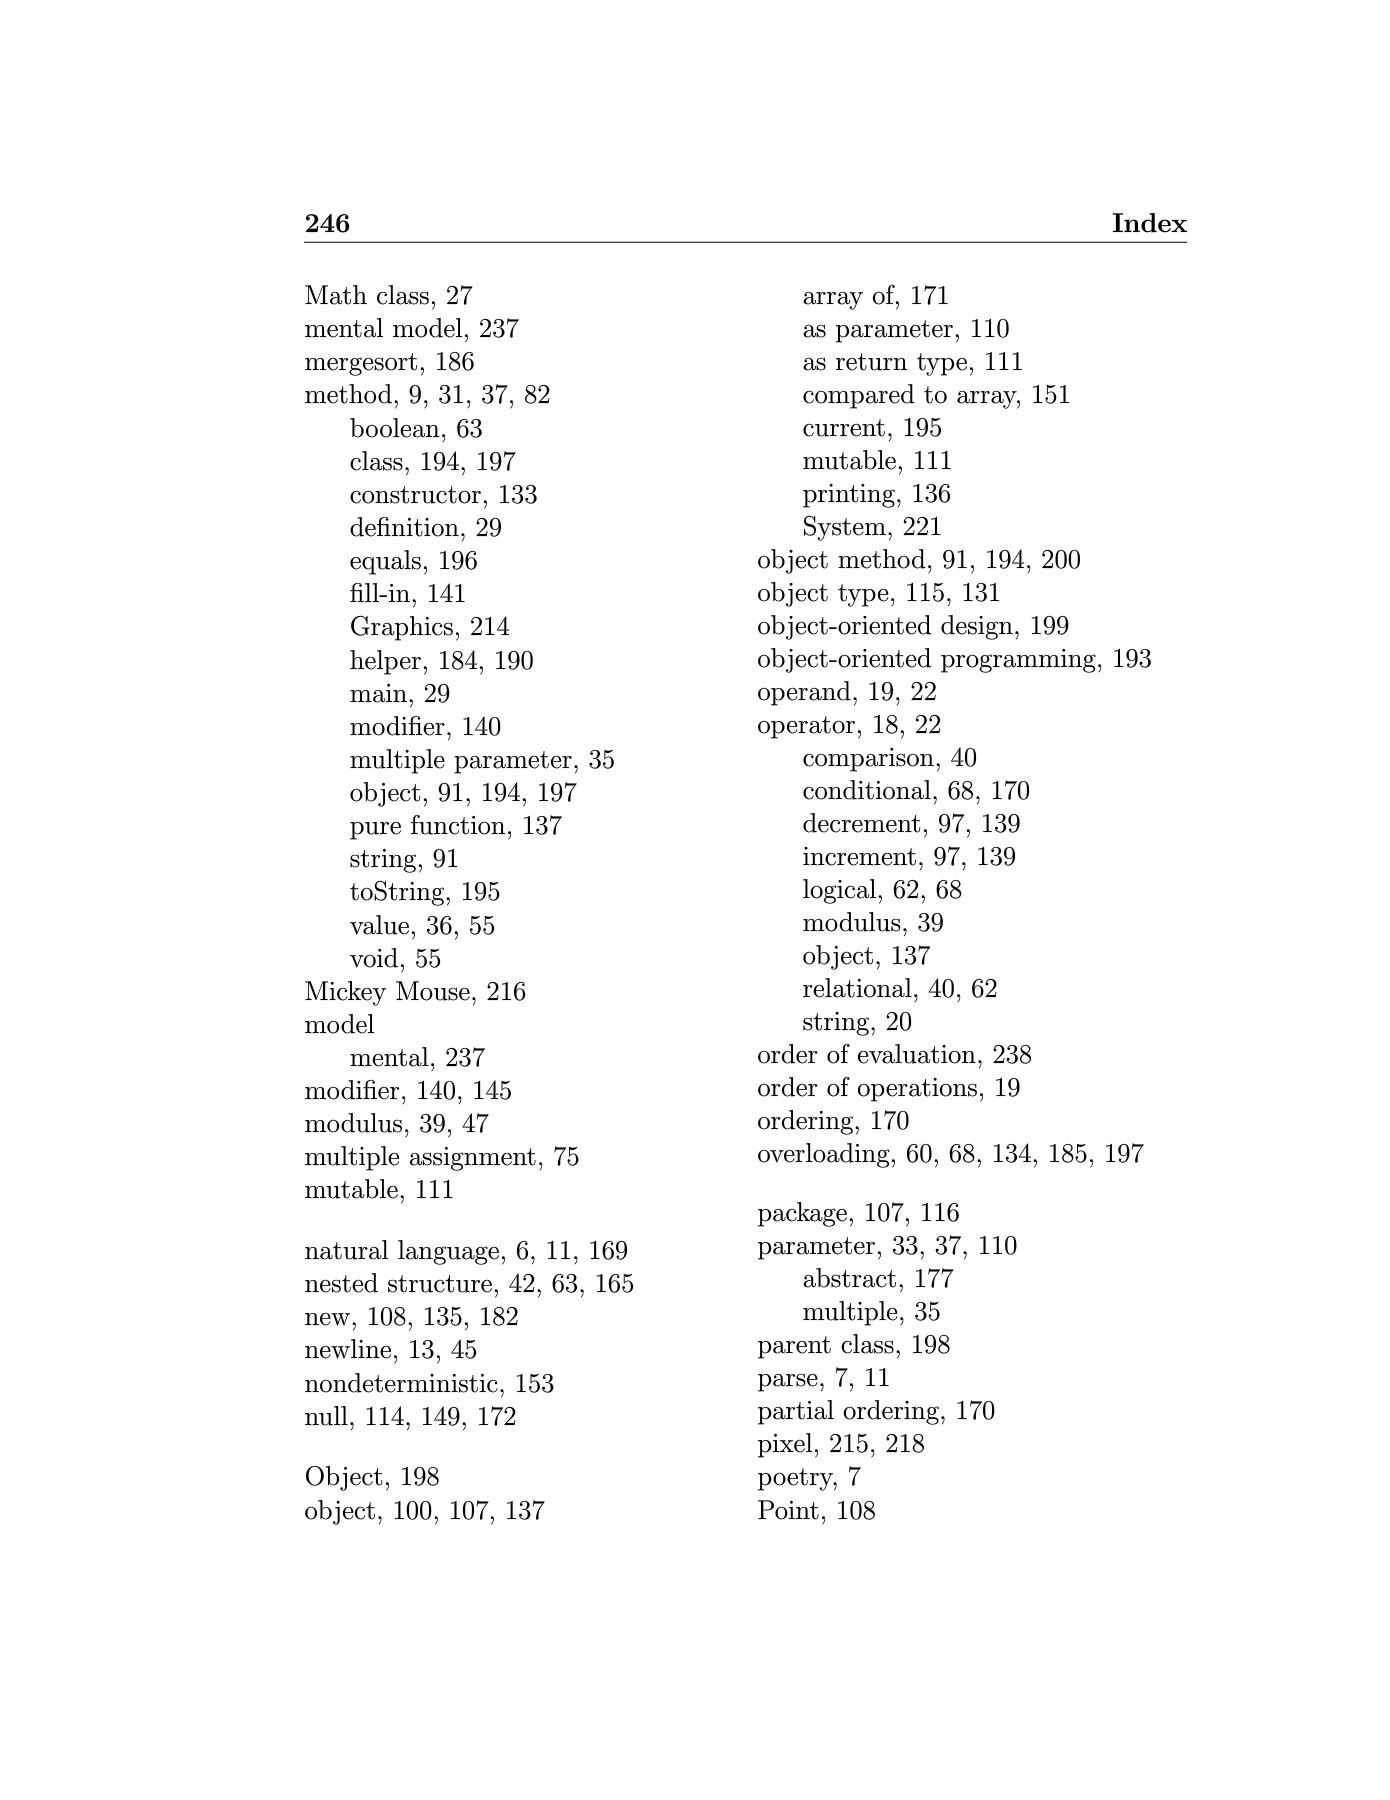 246 Index
Math class, 27
mental model, 237
mergesort, 186
method, 9, 31, 37, 82
boolean, 63
class, 194, 197
constructor, 133
definition, 29
equals, 196
fill-in, 141
Graphics, 214
helper, 184, 190
main, 29
modifier, 140
multiple parameter, 35
object, 91, 194, 197
pure function, 137
string, 91
toString, 195
value, 36, 55
void, 55
Mickey Mouse, 216
model
mental, 237
modifier, 140, 145
modulus, 39, 47
multiple assignment, 75
mutable, 111
natural language, 6, 11, 169
nested structure, 42, 63, 165
new, 108, 135, 182
newline, 13, 45
nondeterministic, 153
null, 114, 149, 172
Object, 198
object, 100, 107, 137
array of, 171
as parameter, 110
as return type, 111
compared to array, 151
current, 195
mutable, 111
printing, 136
System, 221
object method, 91, 194, 200
object type, 115, 131
object-oriented design, 199
object-oriented programming, 193
operand, 19, 22
operator, 18, 22
comparison, 40
conditional, 68, 170
decrement, 97, 139
increment, 97, 139
logical, 62, 68
modulus, 39
object, 137
relational, 40, 62
string, 20
order of evaluation, 238
order of operations, 19
ordering, 170
overloading, 60, 68, 134, 185, 197
package, 107, 116
parameter, 33, 37, 110
abstract, 177
multiple, 35
parent class, 198
parse, 7, 11
partial ordering, 170
pixel, 215, 218
poetry, 7
Point, 108